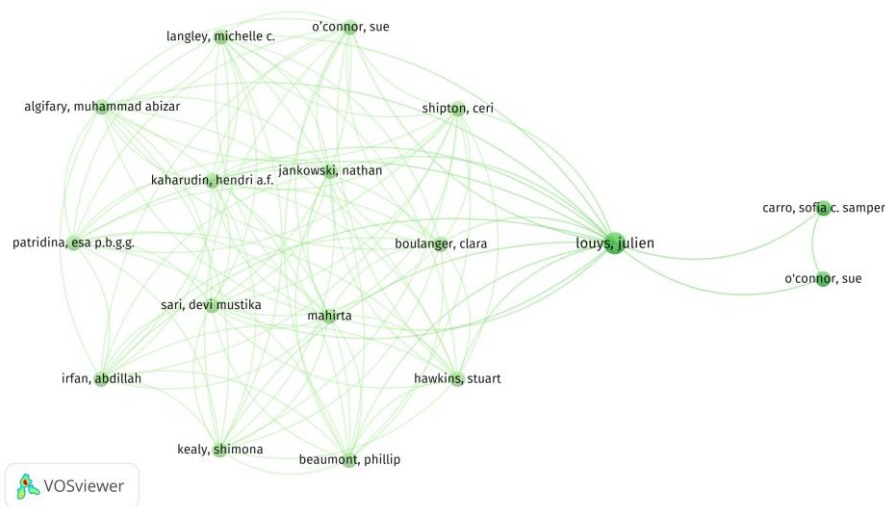 o’connor, sue
langley, michelle c.
algifary, muhammad abizar
shipton, ceri
jankowski, nathan
kaharudin, hendri a.f.
carro, sofia c. samper
patridina, esa p.b.g.g.
boulanger, clara
louys, julien
o'connor, sue
sari, devi mustika
mahirta
irfan, abdillah
hawkins, stuart
kealy, shimona
beaumont, phillip
VOSviewer